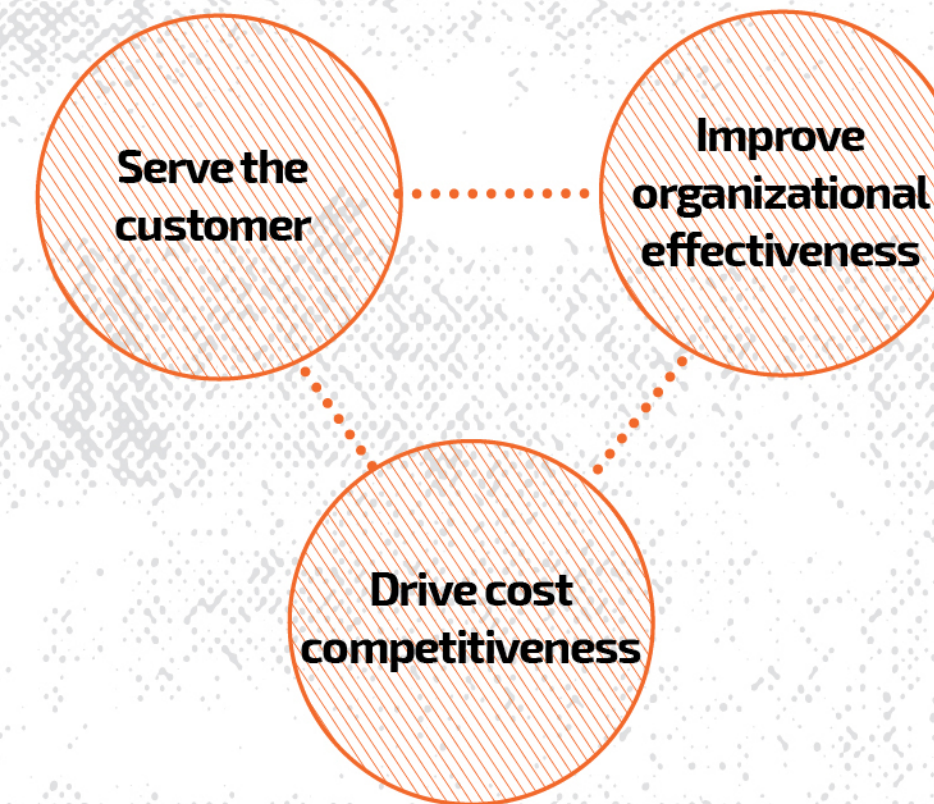 Serve the
customer
Improve
organizational
effectiveness
Drive cost
competitiveness